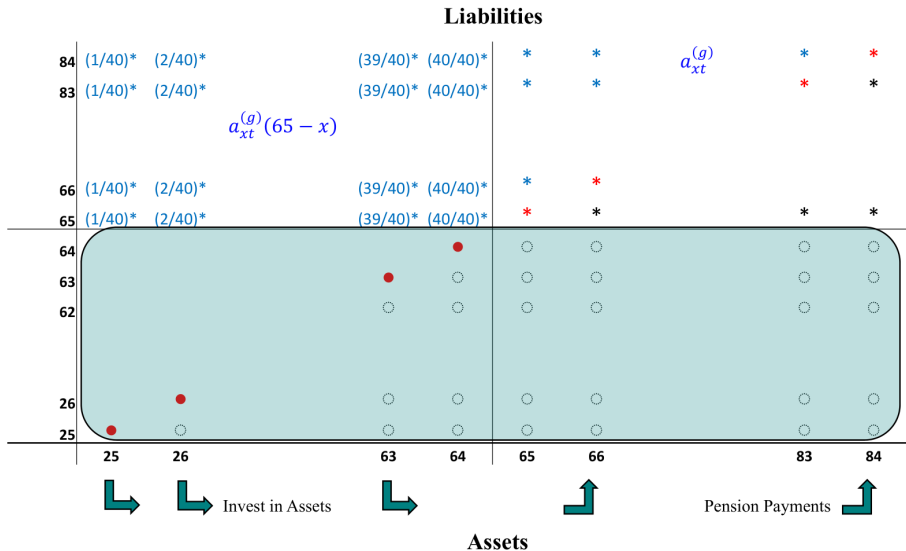 Liabilities
84 (1/40)* (2/40)* (39/40)* (40/40)* * * a_{xt}^{(g)} * *
83 (1/40)* (2/40)* (39/40)* (40/40)* * * * *
a_{xt}^{(g)}(65 − x)
66 (1/40)* (2/40)* (39/40)* (40/40)* * *
65 (1/40)* (2/40)* (39/40)* (40/40)* * * * *
64
63
62
26
25
25 26 63 64 65 66 83 84
Invest in Assets Pension Payments
Assets